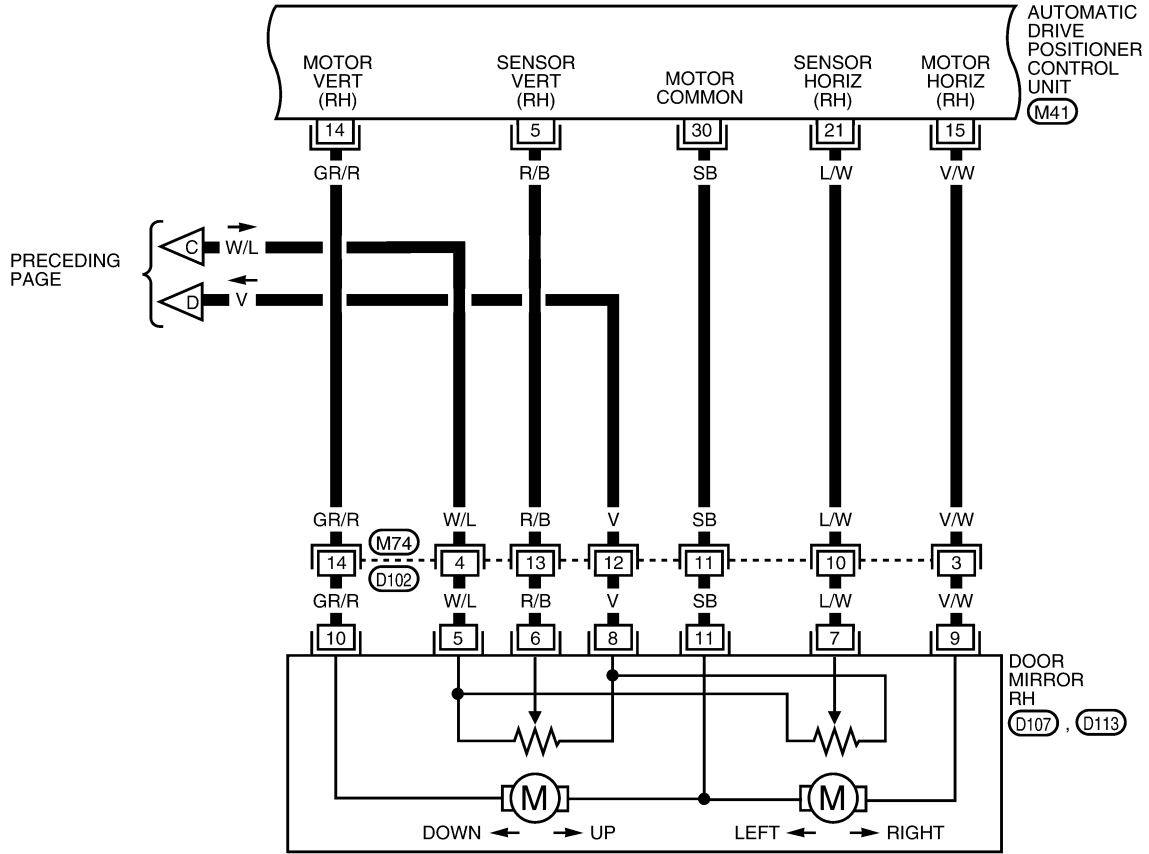 AUTOMATIC
DRIVE
POSITIONER
CONTROL
UNIT
M41
MOTOR
VERT
(RH)
SENSOR
VERT
(RH)
MOTOR
COMMON
SENSOR
HORIZ
(RH)
MOTOR
HORIZ
(RH)
14 5 30 21 15
GR/R R/B SB L/W V/W
PRECEDING
PAGE
C W/L
D V
GR/R W/L R/B V SB L/W V/W
M74
14 4 13 12 11 10 3
D102
GR/R W/L R/B V SB L/W V/W
10 5 6 8 11 7 9
DOOR
MIRROR
RH
D107 , D113
M M
DOWN UP LEFT RIGHT